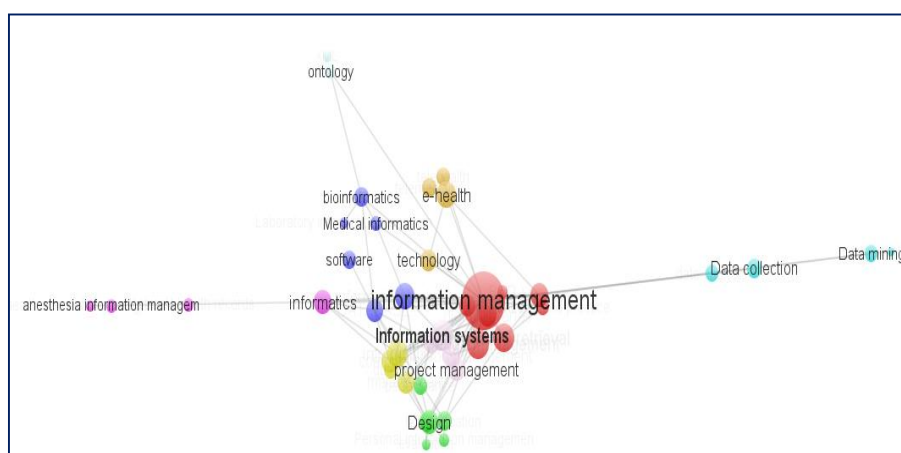 ontology
bioinformatics
e-health
Medical informatics
software
technology
Data mining
Data collection
anesthesia information managem
informatics
information management
Information systems
project management
Design